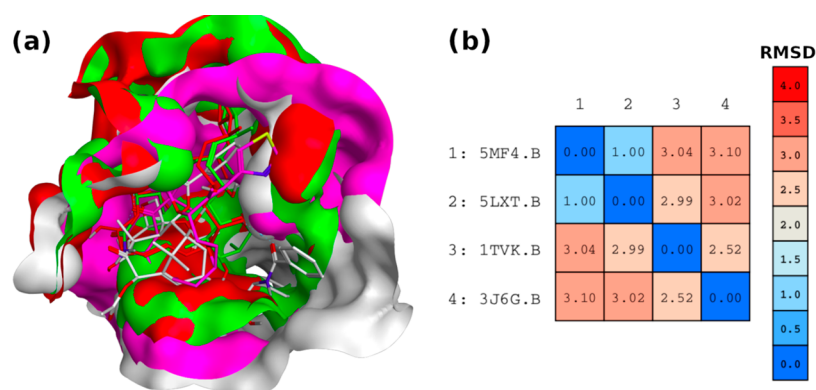 (a)
(b)
RMSD
1 2 3 4
1: 5MF4.B 0.00 1.00 3.04 3.10
2: 5LXT.B 1.00 0.00 2.99 3.02
3: 1TVK.B 3.04 2.99 0.00 2.52
4: 3J6G.B 3.10 3.02 2.52 0.00
4.0
3.5
3.0
2.5
2.0
1.5
1.0
0.5
0.0